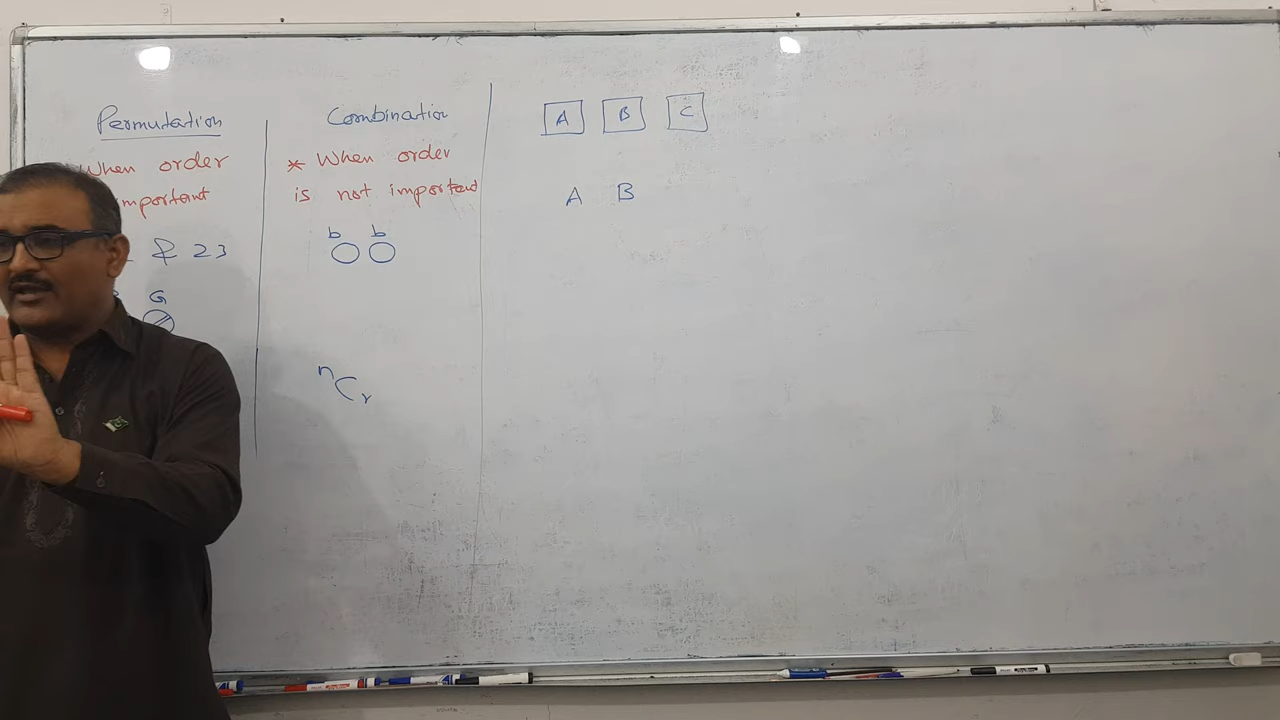 Permutation
When order
important
& 23
G
Combination
* When order
is not important
b b
nCr
A B C
A B